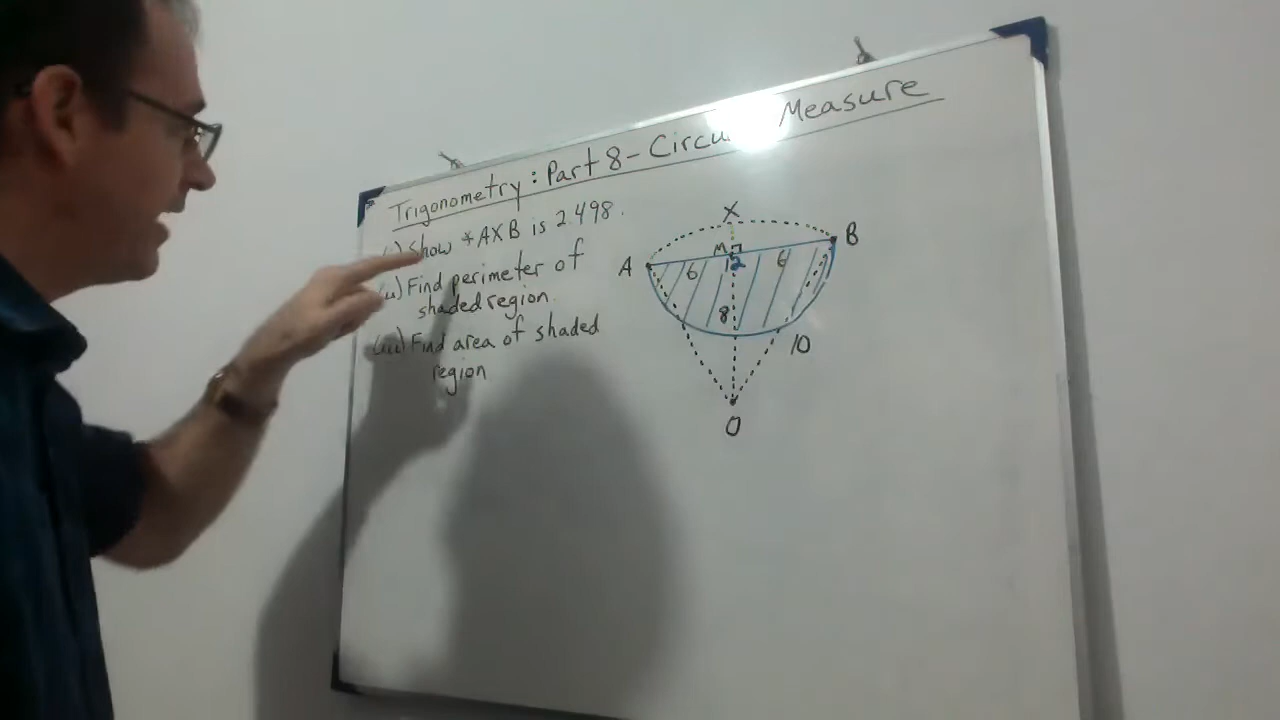 Trigonometry: Part 8 - Circu Measure
(i) Show ∡AXB is 2.498.
(ii) Find perimeter of
shaded region.
(iii) Find area of shaded
region
X
M
B
A
6
12
6
8
10
O